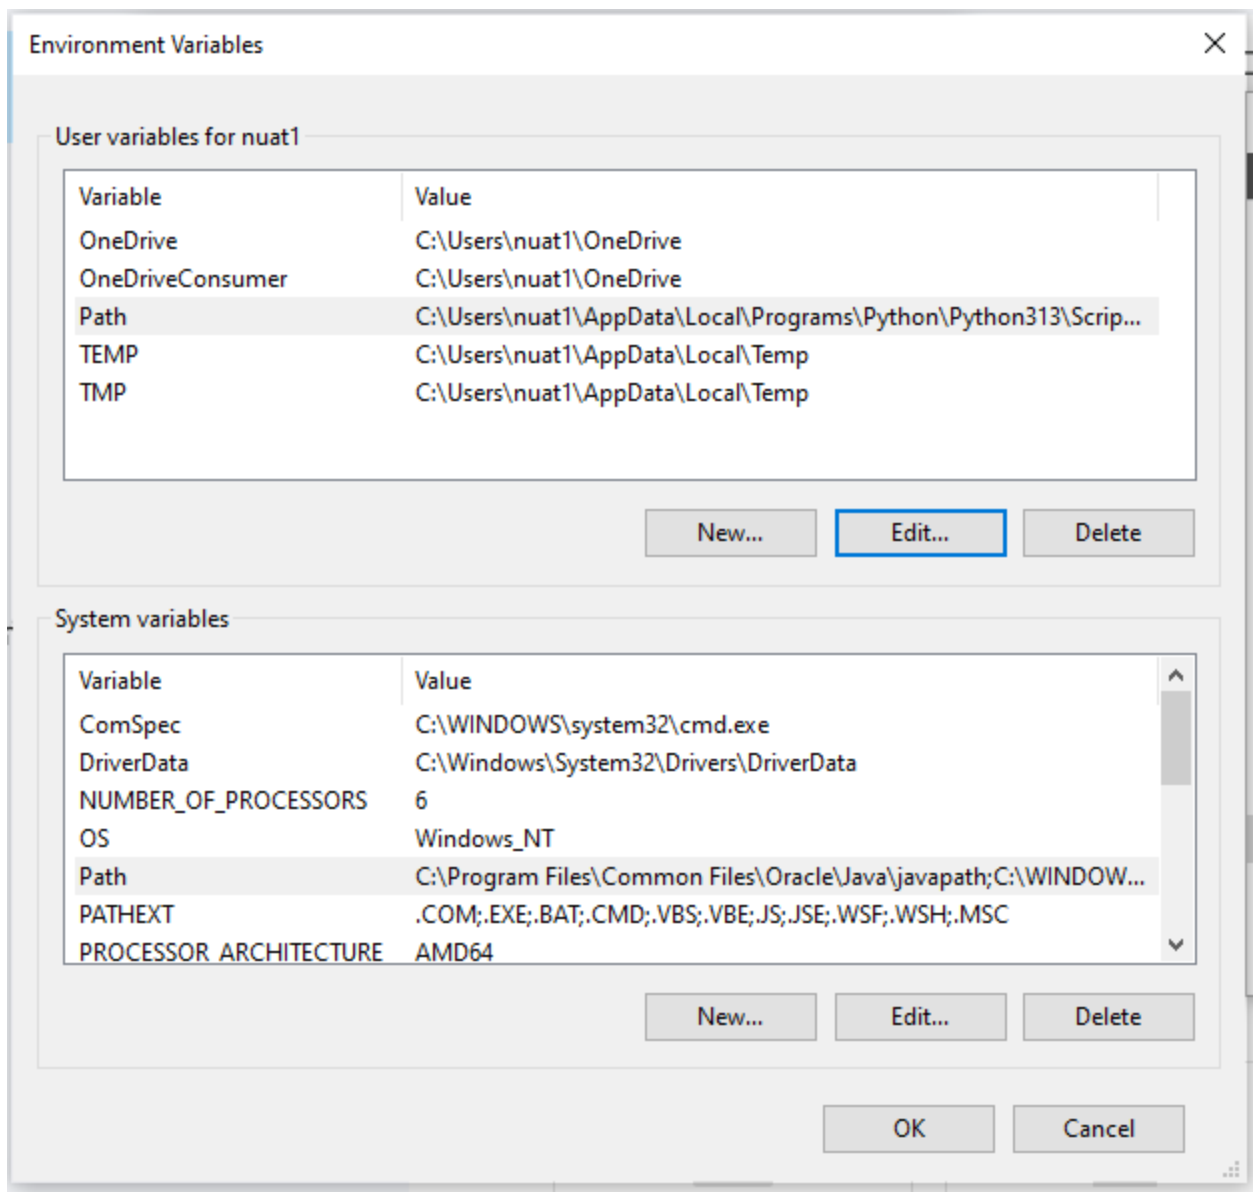 Environment Variables
User variables for nuat1
Variable Value
OneDrive C:\Users\nuat1\OneDrive
OneDriveConsumer C:\Users\nuat1\OneDrive
Path C:\Users\nuat1\AppData\Local\Programs\Python\Python313\Scrip...
TEMP C:\Users\nuat1\AppData\Local\Temp
TMP C:\Users\nuat1\AppData\Local\Temp
New... Edit... Delete
System variables
Variable Value
ComSpec C:\WINDOWS\system32\cmd.exe
DriverData C:\Windows\System32\Drivers\DriverData
NUMBER_OF_PROCESSORS 6
OS Windows_NT
Path C:\Program Files\Common Files\Oracle\Java\javapath;C:\WINDOW...
PATHEXT .COM;.EXE;.BAT;.CMD;.VBS;.VBE;.JS;.JSE;.WSF;.WSH;.MSC
PROCESSOR_ARCHITECTURE AMD64
New... Edit... Delete
OK Cancel